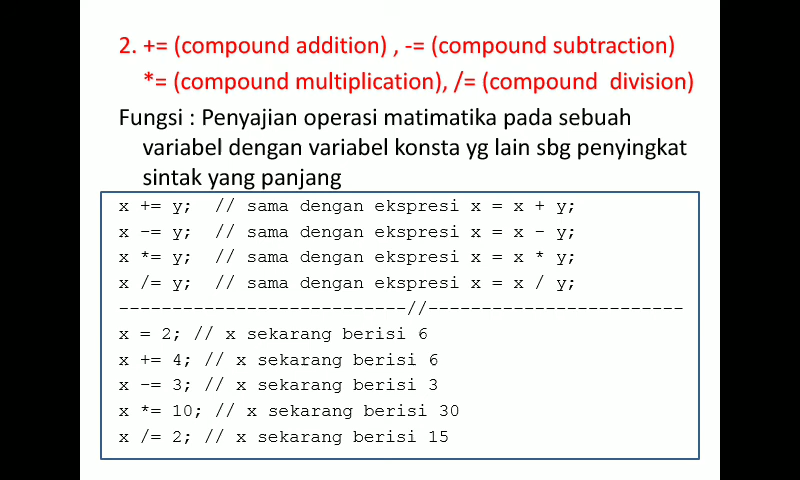 2. += (compound addition) , -= (compound subtraction)
*= (compound multiplication), /= (compound division)
Fungsi : Penyajian operasi matimatika pada sebuah
variabel dengan variabel konsta yg lain sbg penyingkat
sintak yang panjang
x += y; // sama dengan ekspresi x = x + y;
x -= y; // sama dengan ekspresi x = x - y;
x *= y; // sama dengan ekspresi x = x * y;
x /= y; // sama dengan ekspresi x = x / y;
---------------------------//------------------------
x = 2; // x sekarang berisi 6
x += 4; // x sekarang berisi 6
x -= 3; // x sekarang berisi 3
x *= 10; // x sekarang berisi 30
x /= 2; // x sekarang berisi 15